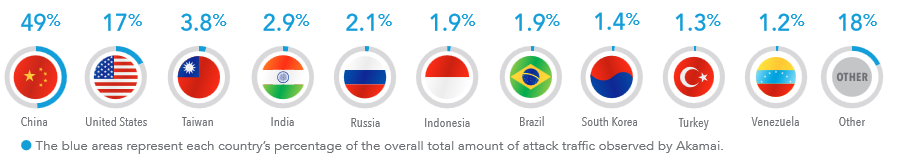 49% 17% 3.8% 2.9% 2.1% 1.9% 1.9% 1.4% 1.3% 1.2% 18%
OTHER
China United States Taiwan India Russia Indonesia Brazil South Korea Turkey Venezuela Other
The blue areas represent each country's percentage of the overall total amount of attack traffic observed by Akamai.